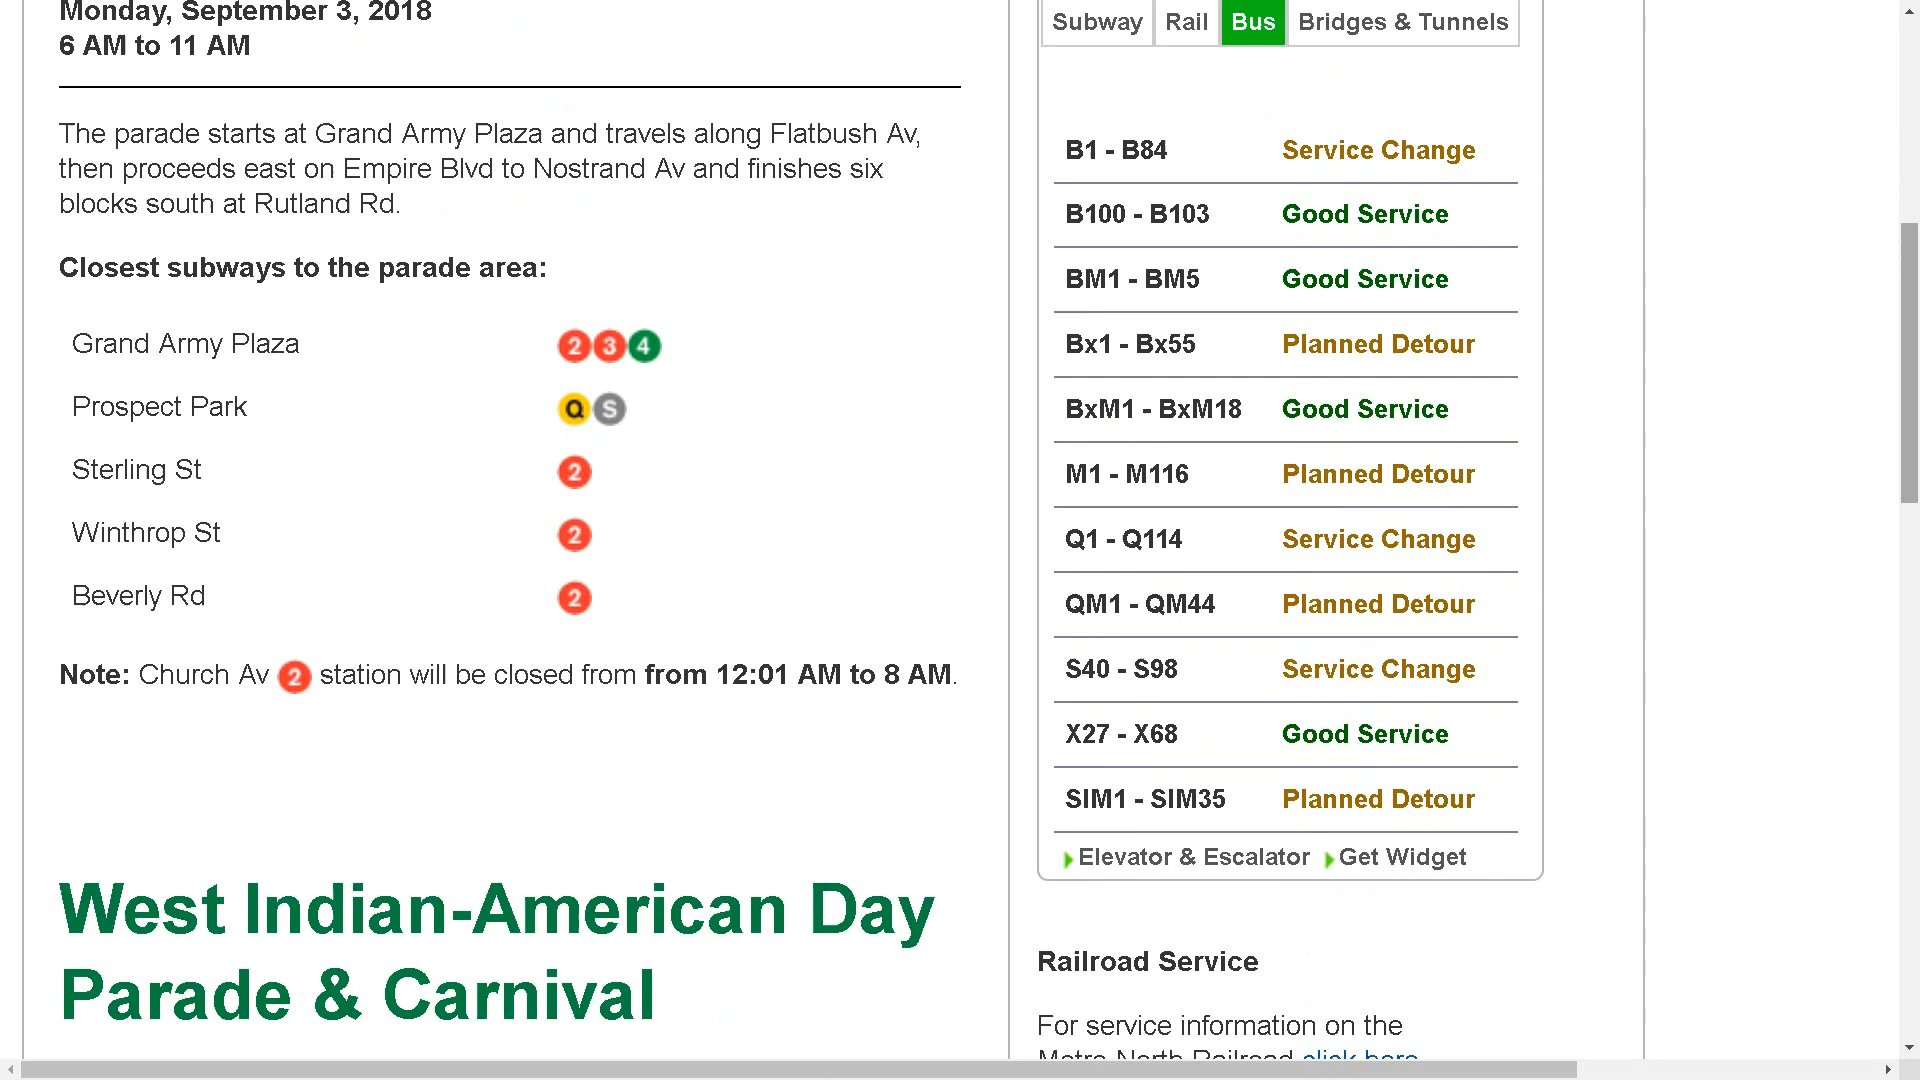 Monday, September 3, 2018
6 AM to 11 AM
The parade starts at Grand Army Plaza and travels along Flatbush Av,
then proceeds east on Empire Blvd to Nostrand Av and finishes six
blocks south at Rutland Rd.
Closest subways to the parade area:
Grand Army Plaza 2 3 4
Prospect Park Q S
Sterling St 2
Winthrop St 2
Beverly Rd 2
Note: Church Av 2 station will be closed from from 12:01 AM to 8 AM.
West Indian-American Day
Parade & Carnival
Subway Rail Bus Bridges & Tunnels
B1 - B84 Service Change
B100 - B103 Good Service
BM1 - BM5 Good Service
Bx1 - Bx55 Planned Detour
BxM1 - BxM18 Good Service
M1 - M116 Planned Detour
Q1 - Q114 Service Change
QM1 - QM44 Planned Detour
S40 - S98 Service Change
X27 - X68 Good Service
SIM1 - SIM35 Planned Detour
Elevator & Escalator Get Widget
Railroad Service
For service information on the
Metro-North Railroad click here